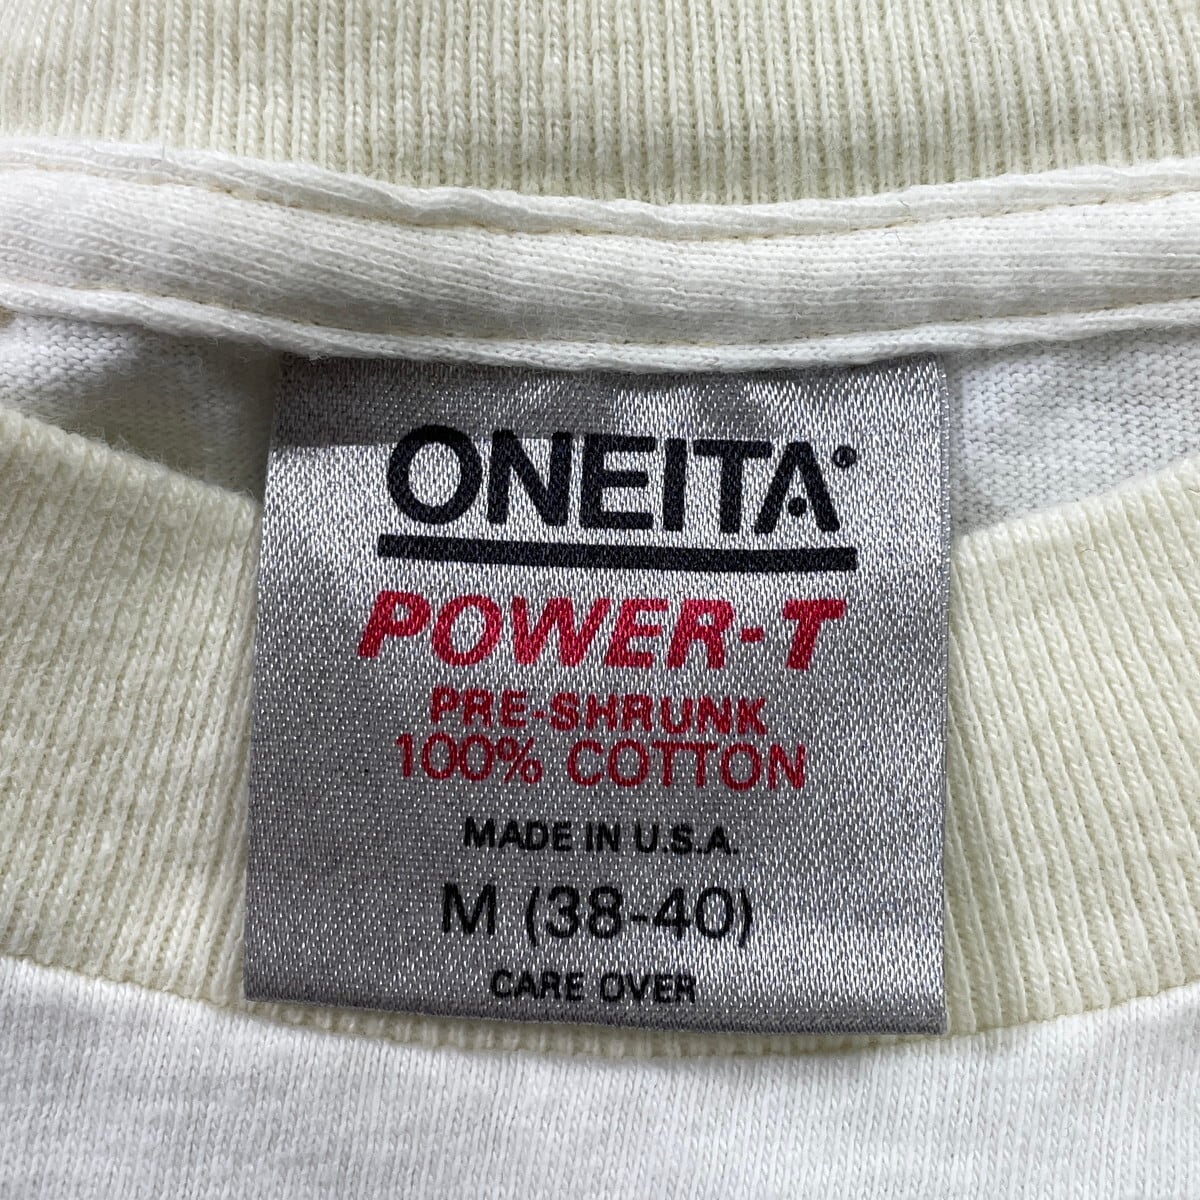 ONEITA
POWER-T
PRE-SHRUNK
100% COTTON
MADE IN U.S.A.
M (38-40)
CARE OVER